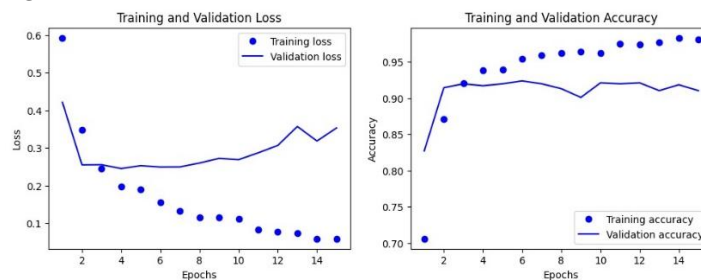 Training and Validation Loss
0.6
0.5
0.4
0.3
0.2
0.1
Loss
Training loss
Validation loss
2
4
6
8
10
12
14
Epochs
Training and Validation Accuracy
0.95
0.90
0.85
0.80
0.75
0.70
Accuracy
Training accuracy
Validation accuracy
2
4
6
8
10
12
14
Epochs